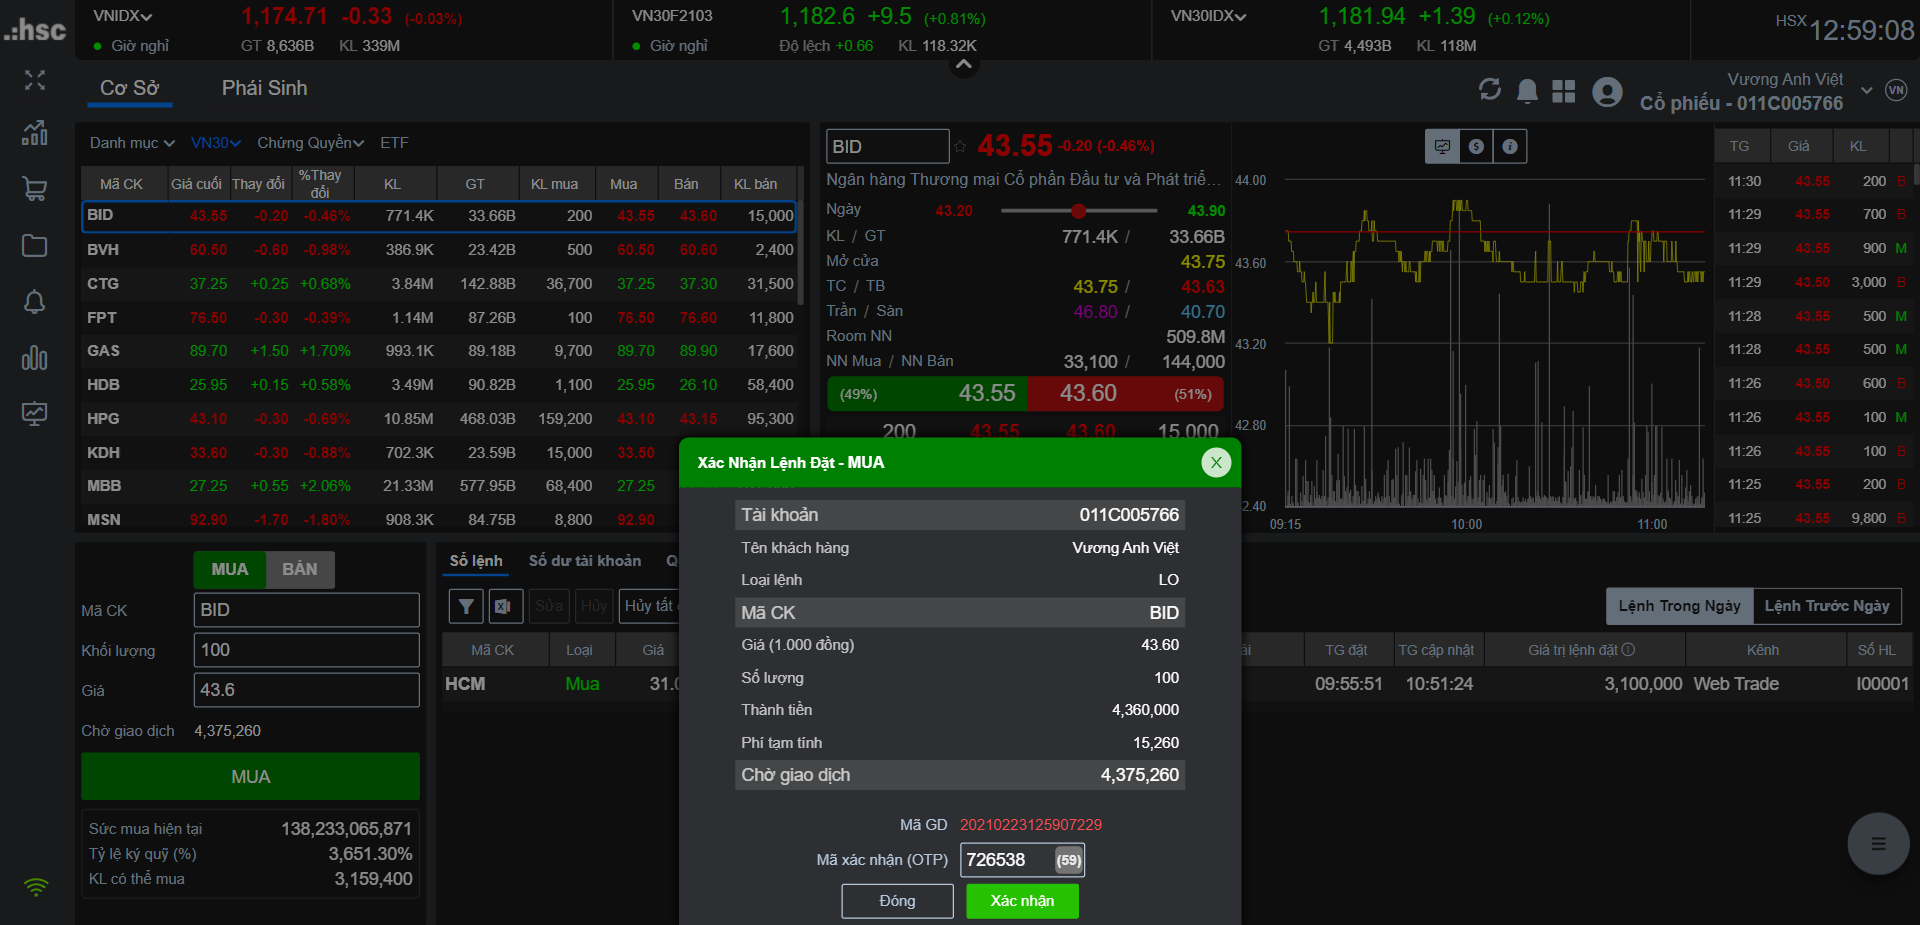 .:hsc
VNIDX 1,174.71 -0.33 (-0.03%)
Giờ nghỉ GT 8,636B KL 339M
VN30F2103 1,182.6 +9.5 (+0.81%)
Giờ nghỉ Độ lệch +0.66 KL 118.32K
VN30IDX 1,181.94 +1.39 (+0.12%)
GT 4,493B KL 118M
HSX 12:59:08
Cơ Sở Phái Sinh
Vương Anh Việt
Cổ phiếu - 011C005766
VN
Danh mục VN30 Chứng Quyền ETF
Mã CK Giá cuối Thay đổi %Thay đổi KL GT KL mua Mua Bán KL bán
BID 43.55 -0.20 -0.46% 771.4K 33.66B 200 43.55 43.60 15,000
BVH 60.50 -0.60 -0.98% 386.9K 23.42B 500 60.50 60.60 2,400
CTG 37.25 +0.25 +0.68% 3.84M 142.88B 36,700 37.25 37.30 31,500
FPT 76.50 -0.30 -0.39% 1.14M 87.26B 100 76.50 76.60 11,800
GAS 89.70 +1.50 +1.70% 993.1K 89.18B 9,700 89.70 89.90 17,600
HDB 25.95 +0.15 +0.58% 3.49M 90.82B 1,100 25.95 26.10 58,400
HPG 43.10 -0.30 -0.69% 10.85M 468.03B 159,200 43.10 43.15 95,300
KDH 33.60 -0.30 -0.88% 702.3K 23.59B 15,000 33.50
MBB 27.25 +0.55 +2.06% 21.33M 577.95B 68,400 27.25
MSN 92.90 -1.70 -1.80% 908.3K 84.75B 8,800 92.90
BID 43.55 -0.20 (-0.46%)
Ngân hàng Thương mại Cổ phần Đầu tư và Phát triể...
Ngày 43.20 43.90
KL / GT 771.4K / 33.66B
Mở cửa 43.75
TC / TB 43.75 / 43.63
Trần / Sàn 46.80 / 40.70
Room NN 509.8M
NN Mua / NN Bán 33,100 / 144,000
(49%) 43.55 43.60 (51%)
200 43.55 43.60 15,000
44.00
43.60
43.20
42.80
2.40
09:15 10:00 11:00
TG Giá KL
11:30 43.55 200 B
11:29 43.55 700 B
11:29 43.55 900 M
11:29 43.50 3,000 B
11:28 43.55 500 M
11:28 43.55 500 M
11:26 43.50 600 B
11:26 43.55 100 M
11:26 43.55 100 B
11:25 43.55 200 B
11:25 43.55 9,800 B
MUA BÁN
Mã CK BID
Khối lượng 100
Giá 43.6
Chờ giao dịch 4,375,260
MUA
Sức mua hiện tại 138,233,065,871
Tỷ lệ ký quỹ (%) 3,651.30%
KL có thể mua 3,159,400
Sổ lệnh Số dư tài khoản Q
Sửa Hủy Hủy tất
Lệnh Trong Ngày Lệnh Trước Ngày
Mã CK Loại Giá ái TG đặt TG cập nhật Giá trị lệnh đặt Kênh Số HL
HCM Mua 31.0 09:55:51 10:51:24 3,100,000 Web Trade I00001
Xác Nhận Lệnh Đặt - MUA X
Tài khoản 011C005766
Tên khách hàng Vương Anh Việt
Loại lệnh LO
Mã CK BID
Giá (1.000 đồng) 43.60
Số lượng 100
Thành tiền 4,360,000
Phí tạm tính 15,260
Chờ giao dịch 4,375,260
Mã GD 20210223125907229
Mã xác nhận (OTP) 726538 (59)
Đóng Xác nhận